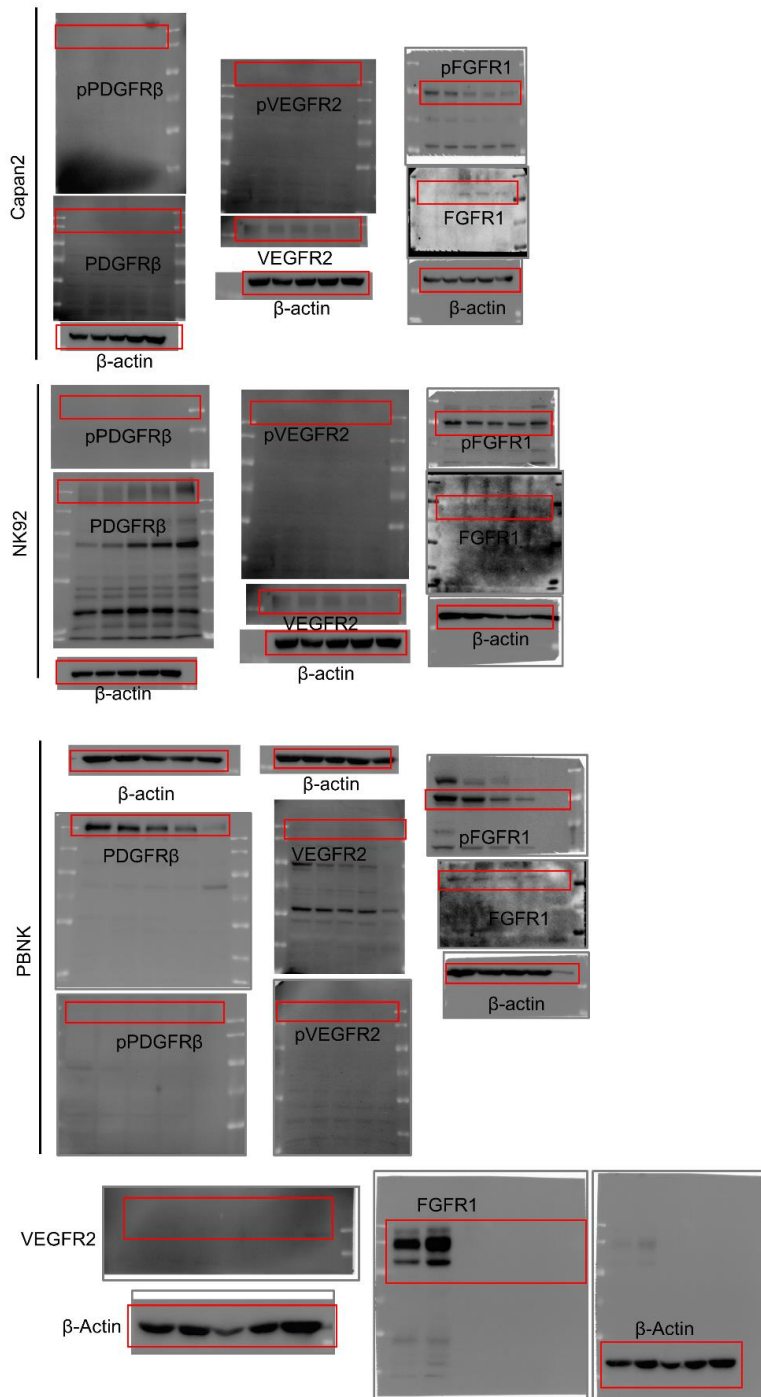 Capan2
pPDGFRβ
pVEGFR2
pFGFR1
PDGFRβ
VEGFR2
FGFR1
β-actin
β-actin
β-actin
NK92
pPDGFRβ
pVEGFR2
pFGFR1
PDGFRβ
FGFR1
VEGFR2
β-actin
β-actin
β-actin
PBNK
β-actin
β-actin
pFGFR1
PDGFRβ
VEGFR2
FGFR1
β-actin
pPDGFRβ
pVEGFR2
VEGFR2
FGFR1
β-Actin
β-Actin